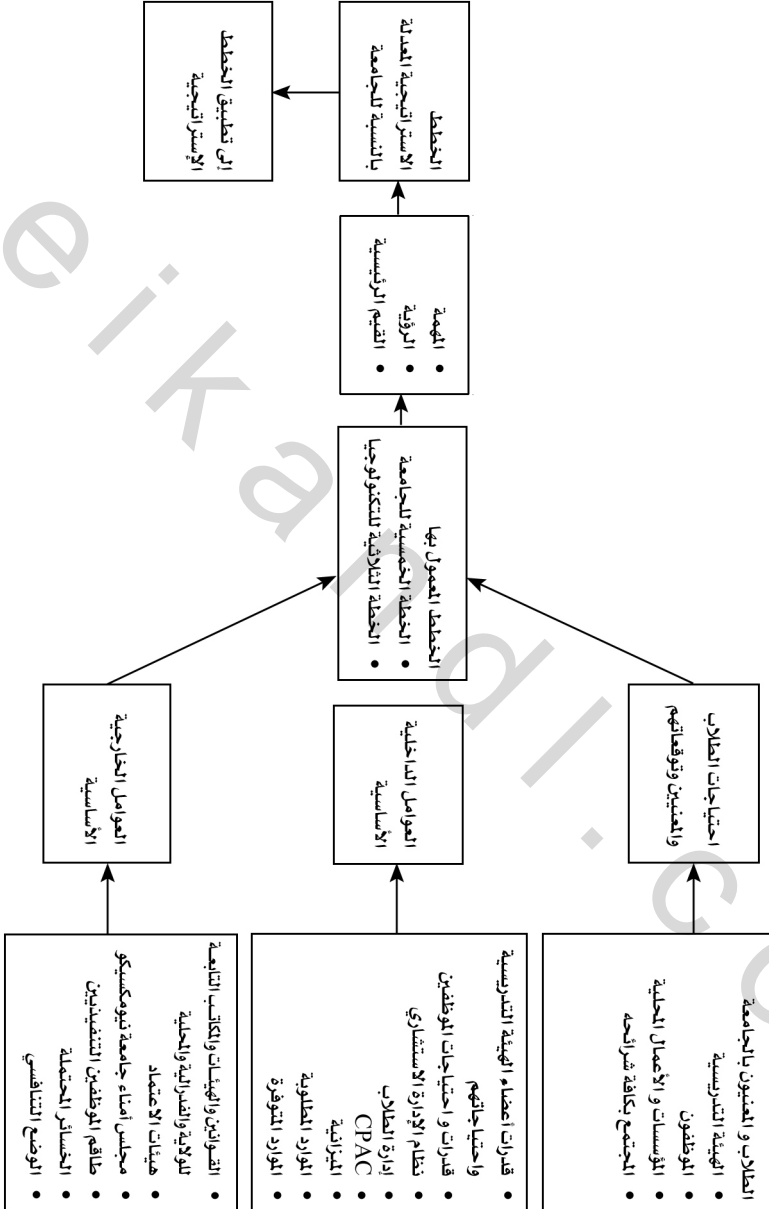 الطلاب و المعنيون بالجامعة
• الهيئة التدريسية
• الموظفون
• المؤسسات و الأعمال المحلية
• المجتمع بكافة شرائحه
احتياجات الطلاب
والمعنيين وتوقعاتهم
• قدرات أعضاء الهيئة التدريسية
واحتياجاتهم
• قدرات و احتياجات الموظفين
• نظام الإدارة الاستشاري
• إدارة الطلاب
• CPAC
• الميزانية
• الموارد المطلوبة
• الموارد المتوفرة
العوامل الداخلية
الأساسية
• القوانين والهيئات والمكاتب التابعة
للولاية والفدرالية والمحلية
• هيئات الاعتماد
• مجلس أمناء جامعة نيومكسيكو
• طاقم الموظفين التنفيذيين
• الخسائر المحتملة
• الوضع التنافسي
العوامل الخارجية
الأساسية
الخطط المعمول بها
• الخطة الخمسية للجامعة
• الخطة الثلاثية للتكنولوجيا
• المهمة
• الرؤية
• القيم الرئيسية
الخطط
الاستراتيجية المعدلة
بالنسبة للجامعة
إلى تطبيق الخطط
الإستراتيجية
eikandl.co